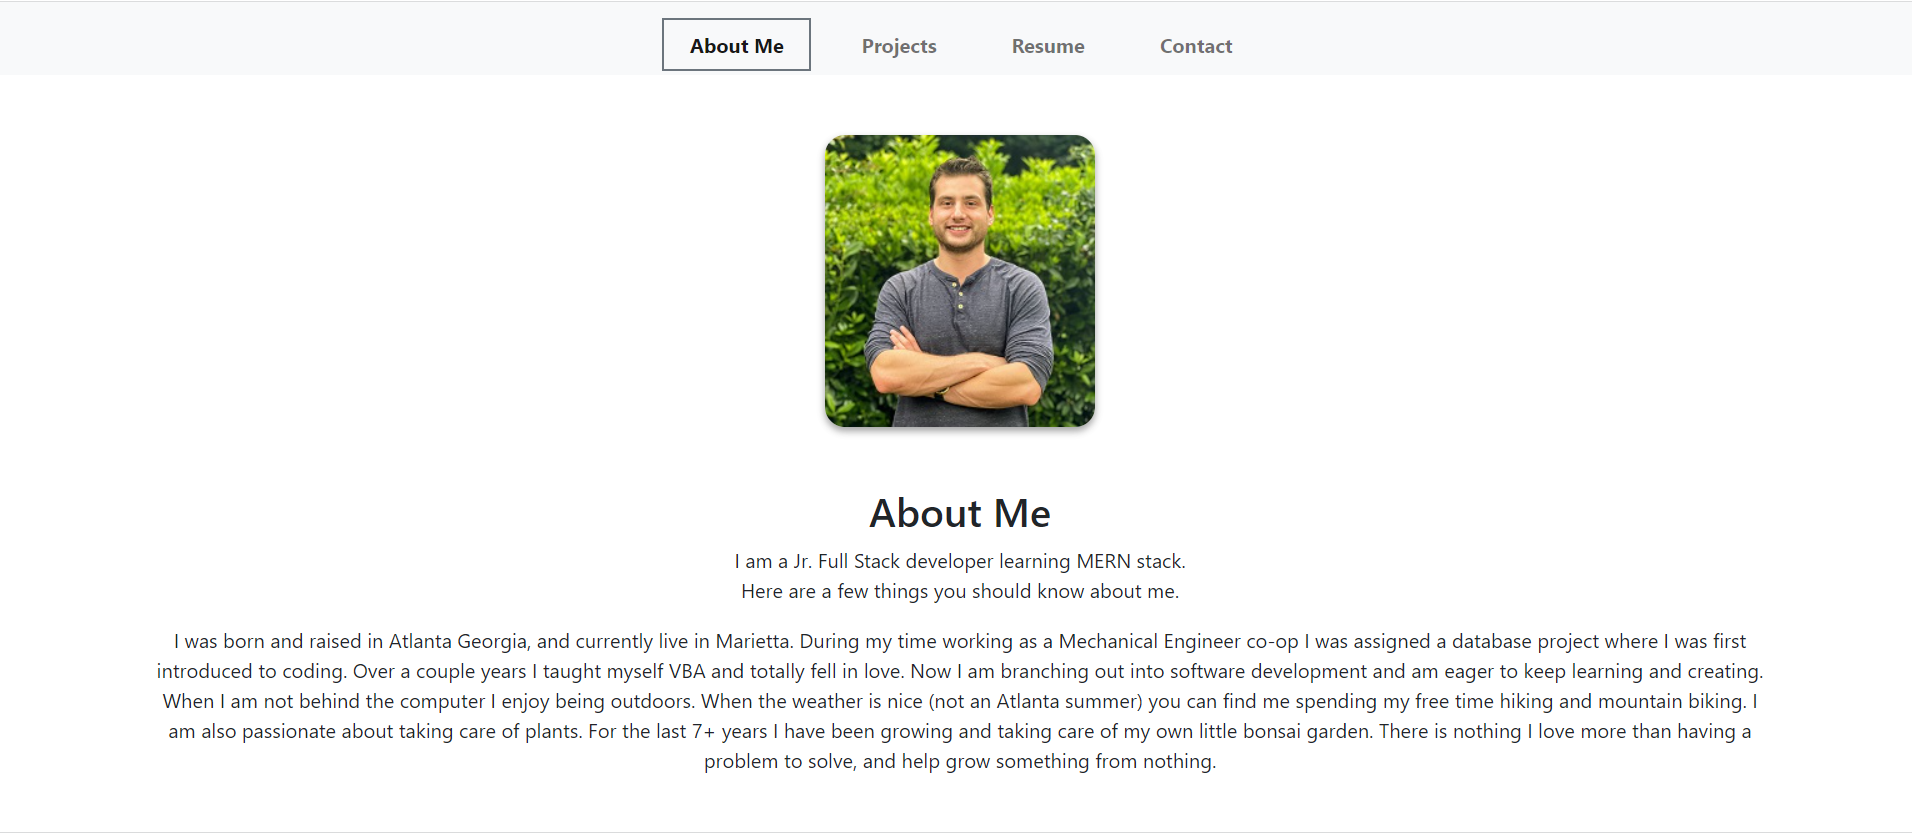 About Me Projects Resume Contact
About Me
I am a Jr. Full Stack developer learning MERN stack.
Here are a few things you should know about me.
I was born and raised in Atlanta Georgia, and currently live in Marietta. During my time working as a Mechanical Engineer co-op I was assigned a database project where I was first
introduced to coding. Over a couple years I taught myself VBA and totally fell in love. Now I am branching out into software development and am eager to keep learning and creating.
When I am not behind the computer I enjoy being outdoors. When the weather is nice (not an Atlanta summer) you can find me spending my free time hiking and mountain biking. I
am also passionate about taking care of plants. For the last 7+ years I have been growing and taking care of my own little bonsai garden. There is nothing I love more than having a
problem to solve, and help grow something from nothing.